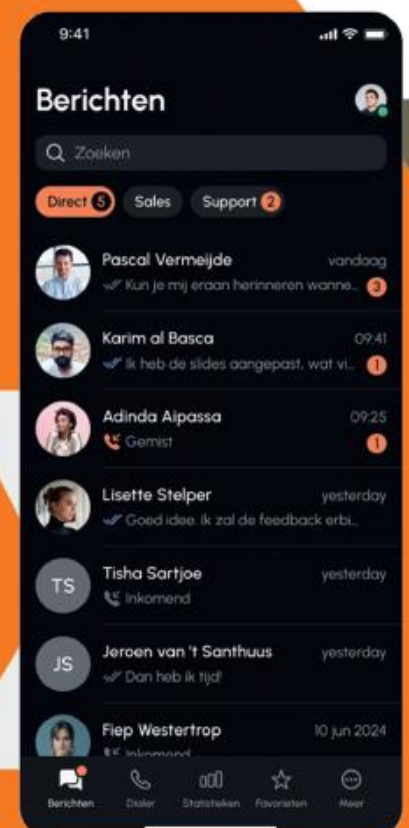 9:41
Berichten
Zoeken
Direct 5 Sales Support 2
Pascal Vermeijde vandaag
Kun je mij eraan herinneren wanne... 3
Karim al Basca 09:41
Ik heb de slides aangepast, wat vi... 1
Adinda Aipassa 09:25
Gemist 1
Lisette Stelper yesterday
Goed idee. Ik zal de feedback erbi...
TS Tisha Sartjoe yesterday
Inkomend
JS Jeroen van 't Santhuus yesterday
Dan heb ik tijd!
Fiep Westertrop 10 jun 2024
Inkomend
Berichten Dialer Statistieken Favorieten Meer